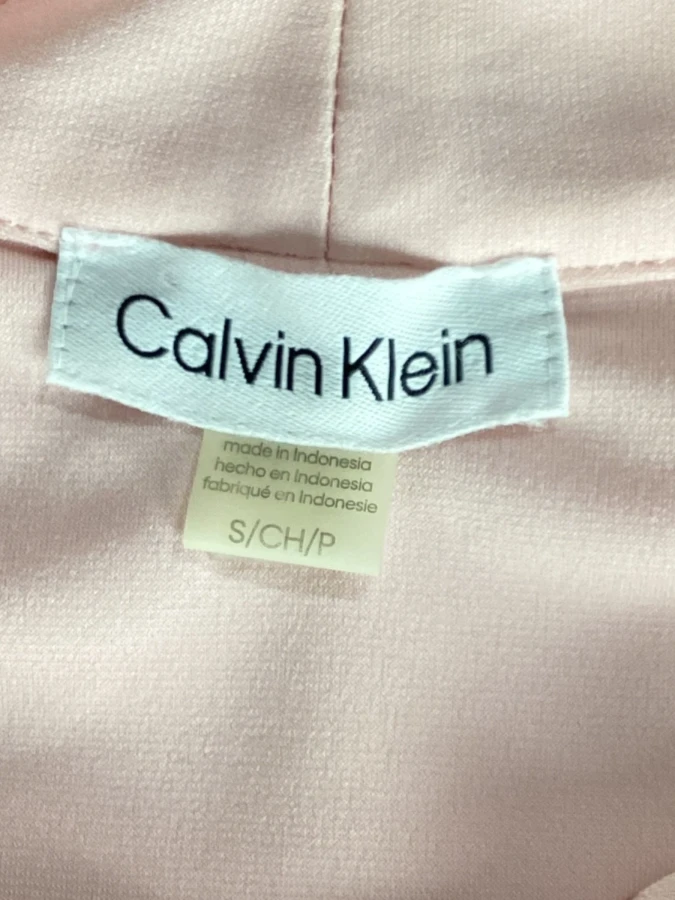 Calvin Klein
made in Indonesia
hecho en Indonesia
fabriqué en Indonesie
S/CH/P